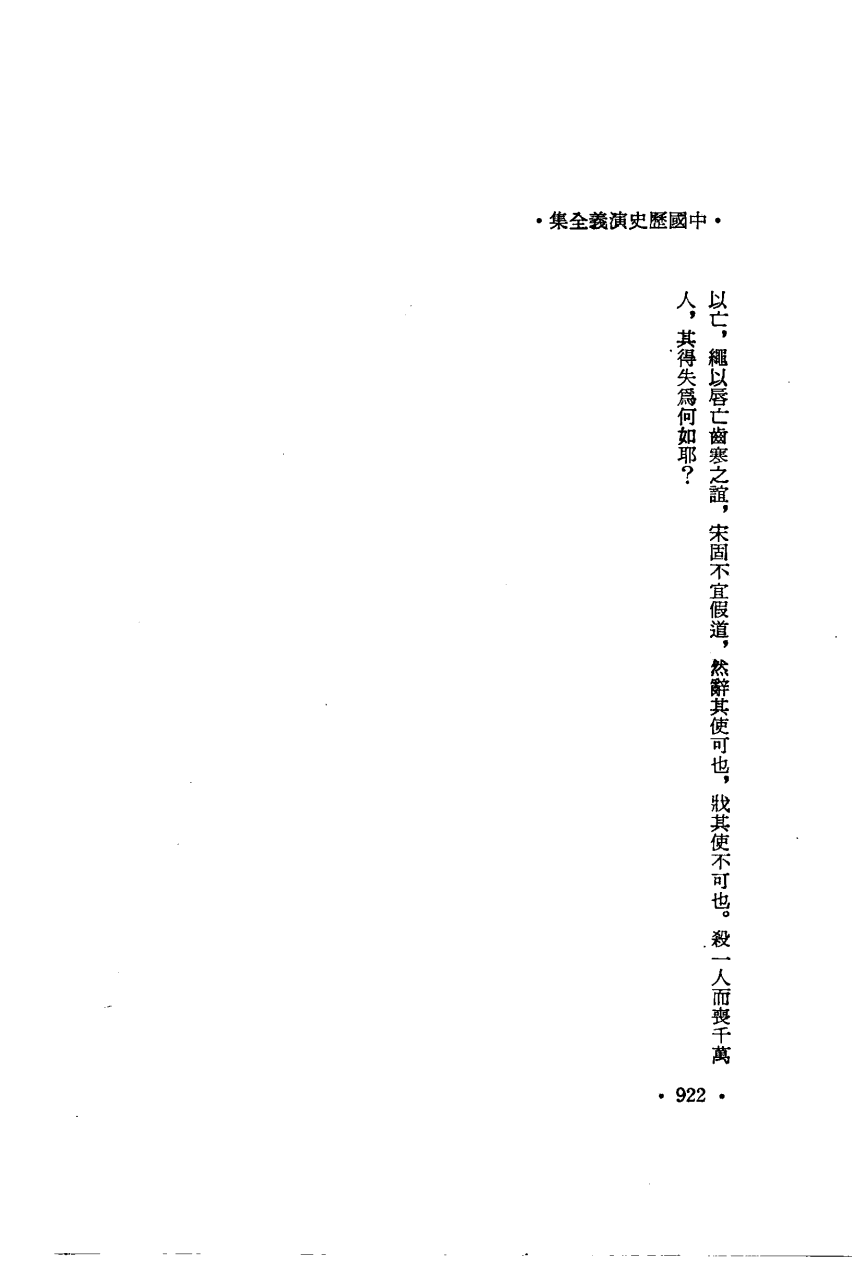 ·中國歷史演義全集·
以亡，繩以唇亡齒寒之誼，宋固不宜假道，然辭其使可也，戕其使不可也。殺一人而喪千萬
人，其得失爲何如耶？
·922·